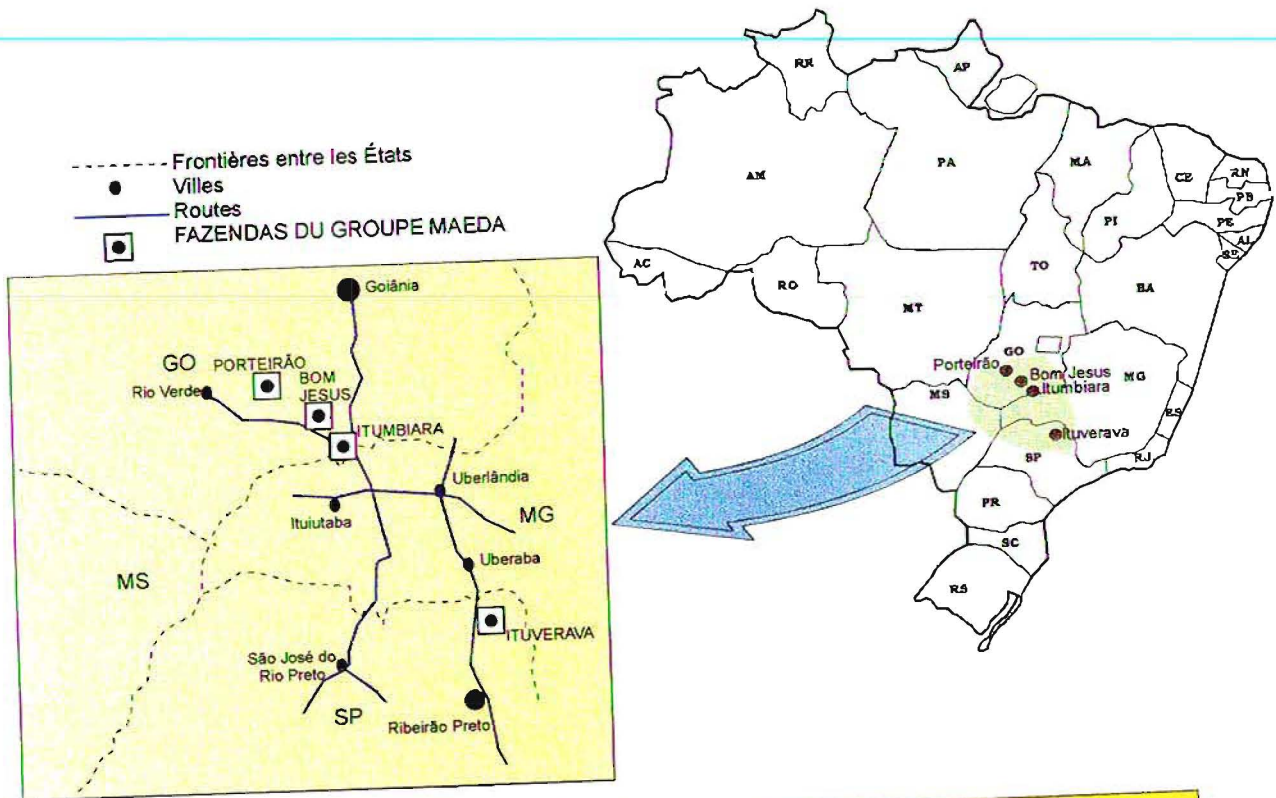 Frontières entre les États
Villes
Routes
FAZENDAS DU GROUPE MAEDA
Goiânia
GO
PORTEIRÃO
BOM
JESUS
Rio Verde
ITUMBIARA
Uberlândia
Ituiutaba
MG
Uberaba
MS
ITUVERAVA
São José do
Rio Preto
SP
Ribeirão Preto
RR
AP
AM
PA
MA
CE
RN
PB
PE
AL
SE
PI
AC
RO
TO
BA
MT
GO
Porteirão
Bom Jesus
Itumbiara
MG
MS
ES
Ituverava
SP
RJ
PR
SC
RS